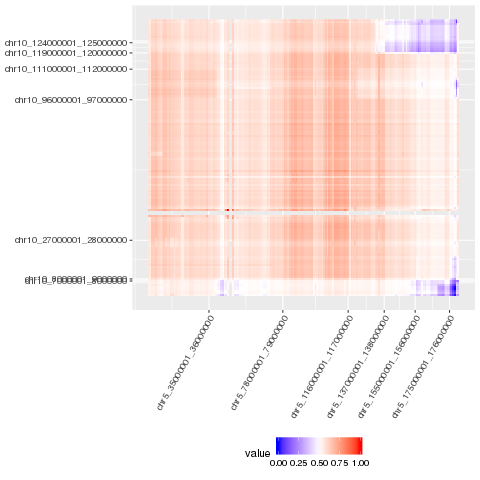 chr10_124000001_125000000
chr10_119000001_120000000
chr10_111000001_112000000
chr10_96000001_97000000
chr10_27000001_28000000
chr5_35000001_36000000
chr5_78000001_79000000
chr5_116000001_117000000
chr5_137000001_138000000
chr5_155000001_156000000
chr5_175000001_176000000
value
0.00 0.25 0.50 0.75 1.00